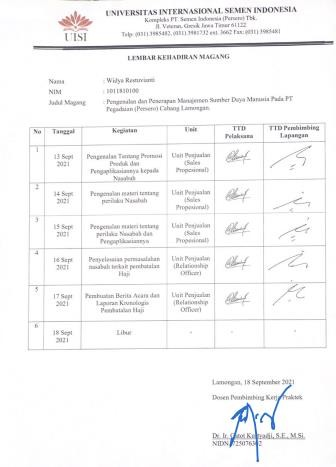 UNIVERSITAS INTERNASIONAL SEMEN INDONESIA
Kompleks PT. Semen Indonesia (Persero) Tbk.
Jl. Veteran, Gresik Jawa Timur 61122
Telp: (031) 3985482, (031) 3981732 ext. 3662 Fax: (031) 3985481
UISI
LEMBAR KEHADIRAN MAGANG
Nama : Widya Restuvianti
NIM : 1011810100
Judul Magang : Pengenalan dan Penerapan Manajemen Sumber Daya Manusia Pada PT
Pegadaian (Persero) Cabang Lamongan.
No Tanggal Kegiatan Unit TTD Pelaksana TTD Pembimbing Lapangan
1 13 Sept 2021 Pengenalan Tentang Promosi Produk dan Pengaplikasiannya kepada Nasabah Unit Penjualan (Sales Propesional)
2 14 Sept 2021 Pengenalan materi tentang perilaku Nasabah Unit Penjualan (Sales Propesional)
3 15 Sept 2021 Pengenalan materi tentang perilaku Nasabah dan Pengaplikasiannya Unit Penjualan (Sales Propesional)
4 16 Sept 2021 Penyelesaian permasalahan nasabah terkait pembatalan Haji Unit Penjualan (Relationship Officer)
5 17 Sept 2021 Pembuatan Berita Acara dan Laporan Kronologis Pembatalan Haji Unit Penjualan (Relationship Officer)
6 18 Sept 2021 Libur - - -
Lamongan, 18 September 2021
Dosen Pembimbing Kerja Praktek
Dr. Ir. Gatot S.E., M.Si.
NIDN.